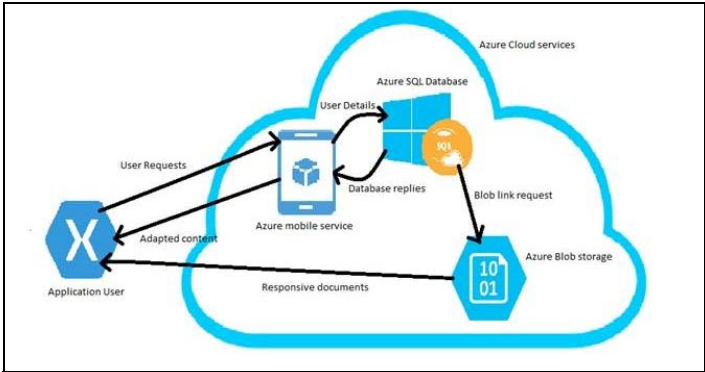 Azure Cloud services
Azure SQL Database
User Details
SQL
User Requests
Database replies
Blob link request
Azure mobile service
Adapted content
Azure Blob storage
10
01
X
Responsive documents
Application User